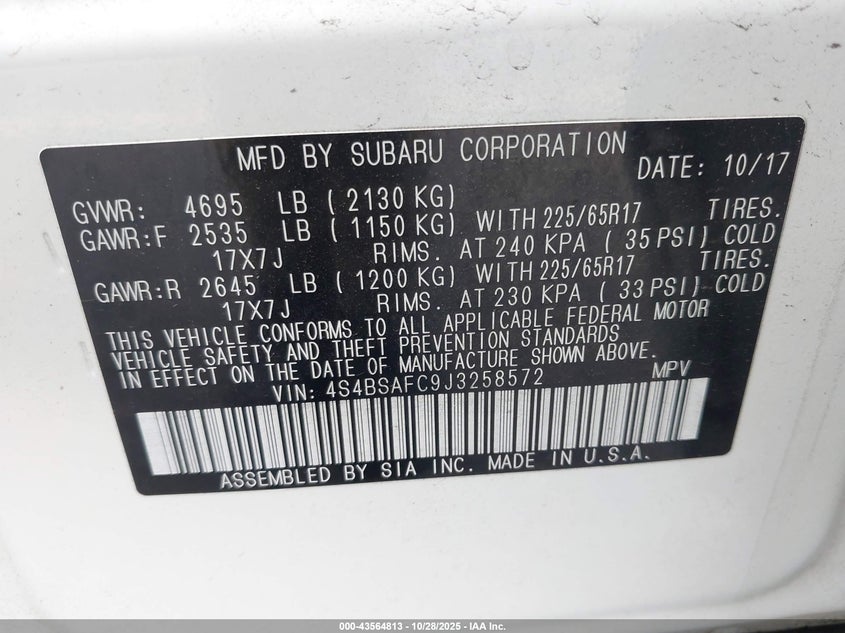 MFD BY SUBARU CORPORATION DATE: 10/17
GVWR: 4695 LB ( 2130 KG)
GAWR:F 2535 LB ( 1150 KG) WITH 225/65R17 TIRES.
17X7J RIMS. AT 240 KPA ( 35 PSI) COLD
GAWR:R 2645 LB ( 1200 KG) WITH 225/65R17 TIRES.
17X7J RIMS. AT 230 KPA ( 33 PSI) COLD
THIS VEHICLE CONFORMS TO ALL APPLICABLE FEDERAL MOTOR
VEHICLE SAFETY AND THEFT PREVENTION STANDARDS
IN EFFECT ON THE DATE OF MANUFACTURE SHOWN ABOVE.
VIN: 4S4BSAFC9J3258572 MPV
ASSEMBLED BY SIA INC. MADE IN U.S.A.
000-43564813 - 10/28/2025 - IAA Inc.